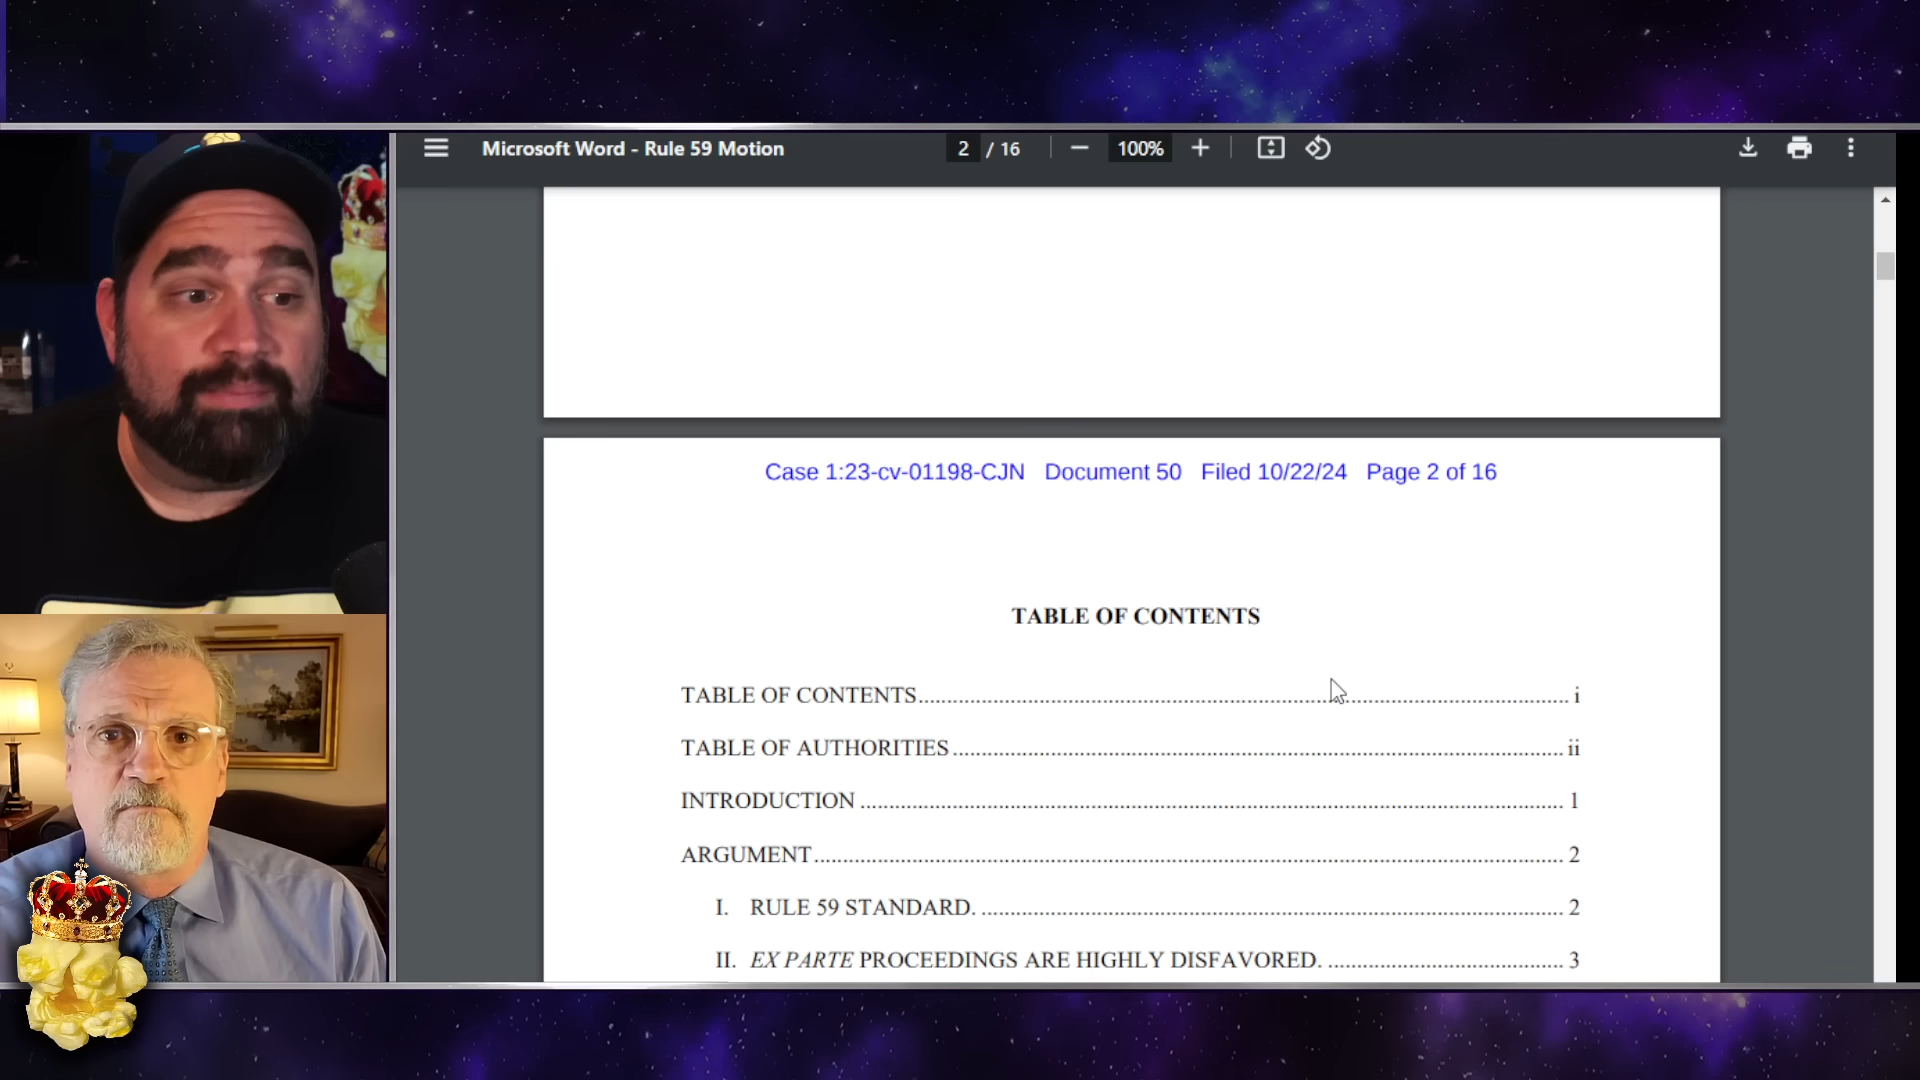 Microsoft Word - Rule 59 Motion 2 / 16 100%
Case 1:23-cv-01198-CJN Document 50 Filed 10/22/24 Page 2 of 16
TABLE OF CONTENTS
TABLE OF CONTENTS.......................................................................................................... i
TABLE OF AUTHORITIES.................................................................................................... ii
INTRODUCTION ................................................................................................................... 1
ARGUMENT........................................................................................................................... 2
I. RULE 59 STANDARD. ................................................................................................ 2
II. EX PARTE PROCEEDINGS ARE HIGHLY DISFAVORED. ........................................ 3